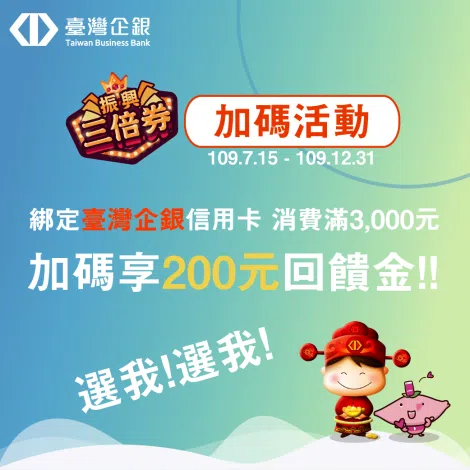 臺灣企銀
Taiwan Business Bank
振興
三倍券
加碼活動
109.7.15 - 109.12.31
綁定臺灣企銀信用卡 消費滿3,000元
加碼享200元回饋金!!
選我!選我!